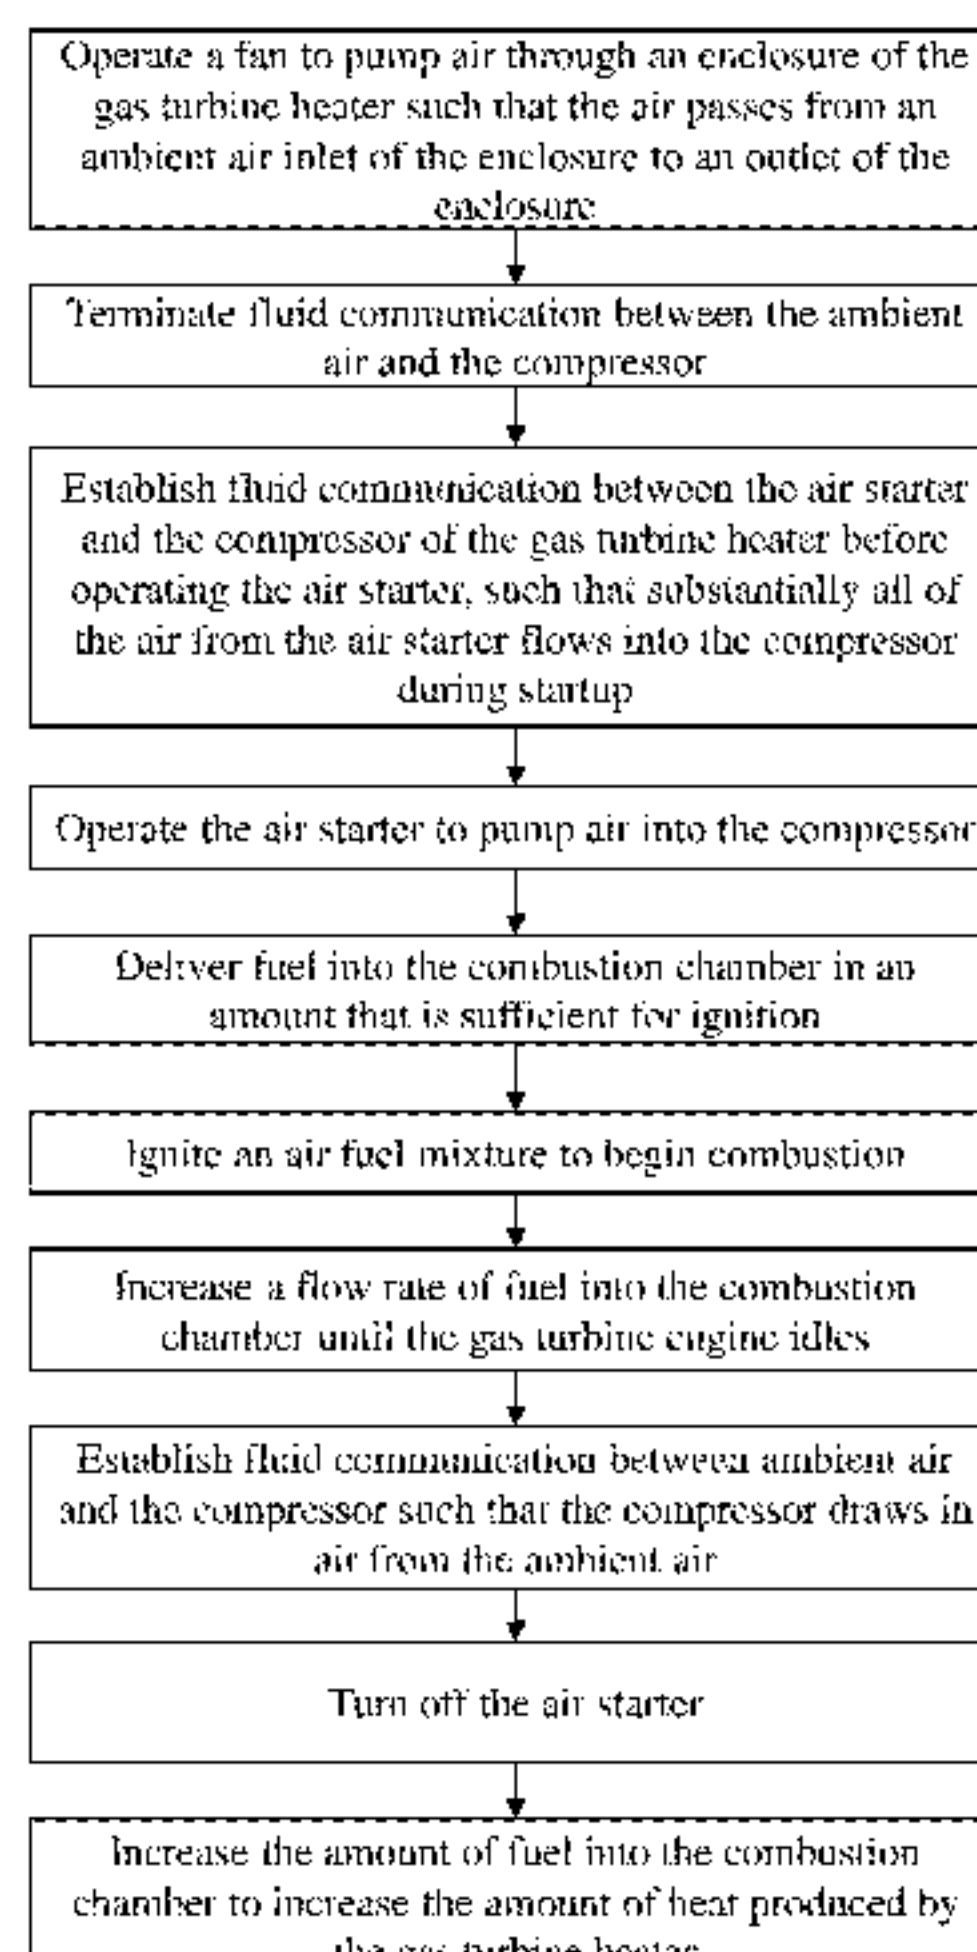 Operate a fan to pump air through an enclosure of the
gas turbine heater such that the air passes from an
ambient air inlet of the enclosure to an outlet of the
enclosure
Terminate fluid communication between the ambient
air and the compressor
Establish fluid communication between the air starter
and the compressor of the gas turbine heater before
operating the air starter, such that substantially all of
the air from the air starter flows into the compressor
during startup
Operate the air starter to pump air into the compressor
Deliver fuel into the combustion chamber in an
amount that is sufficient for ignition
Ignite an air fuel mixture to begin combustion
Increase a flow rate of fuel into the combustion
chamber until the gas turbine engine idles
Establish fluid communication between ambient air
and the compressor such that the compressor draws in
air from the ambient air
Turn off the air starter
Increase the amount of fuel into the combustion
chamber to increase the amount of heat produced by
the gas turbine heater